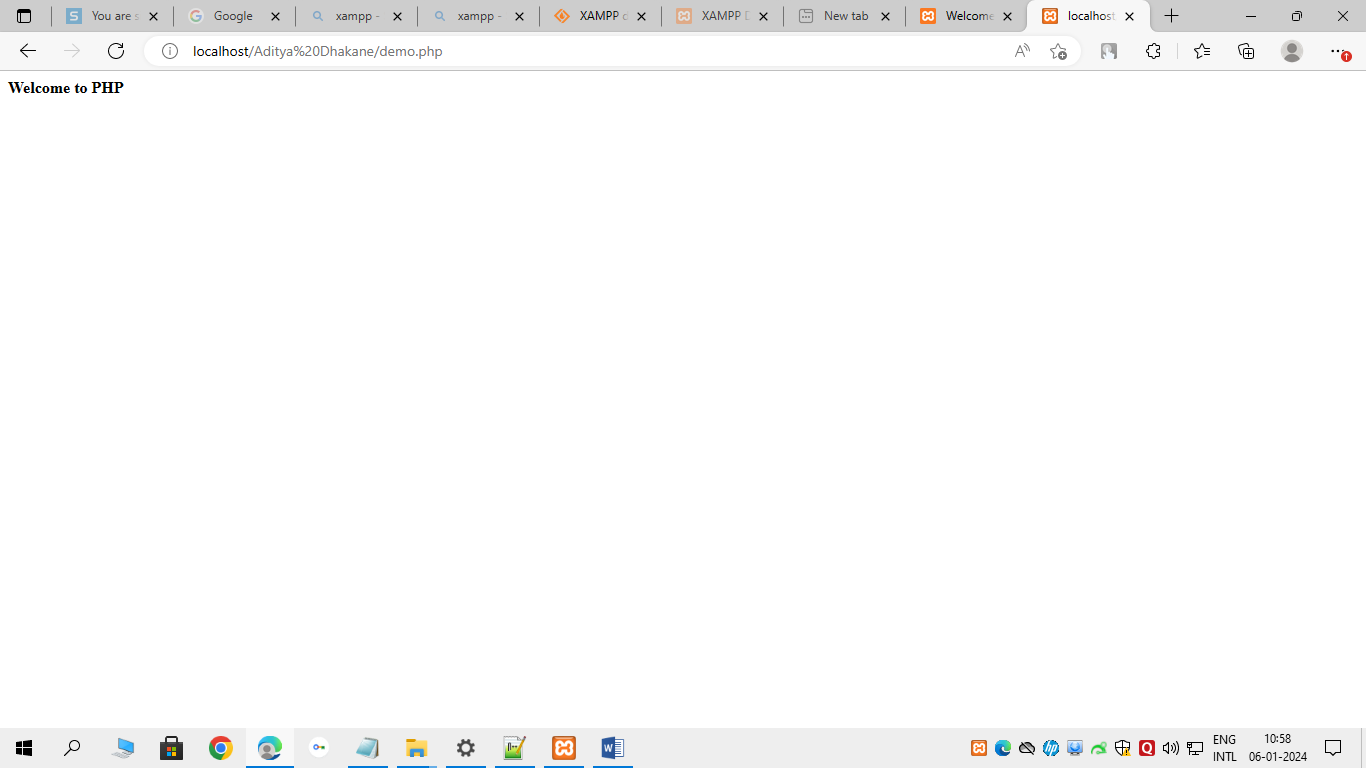 You are s
Google
xampp -
xampp -
XAMPP c
XAMPP D
New tab
Welcome
localhost
localhost/Aditya%20Dhakane/demo.php
Welcome to PHP
ENG
INTL
10:58
06-01-2024